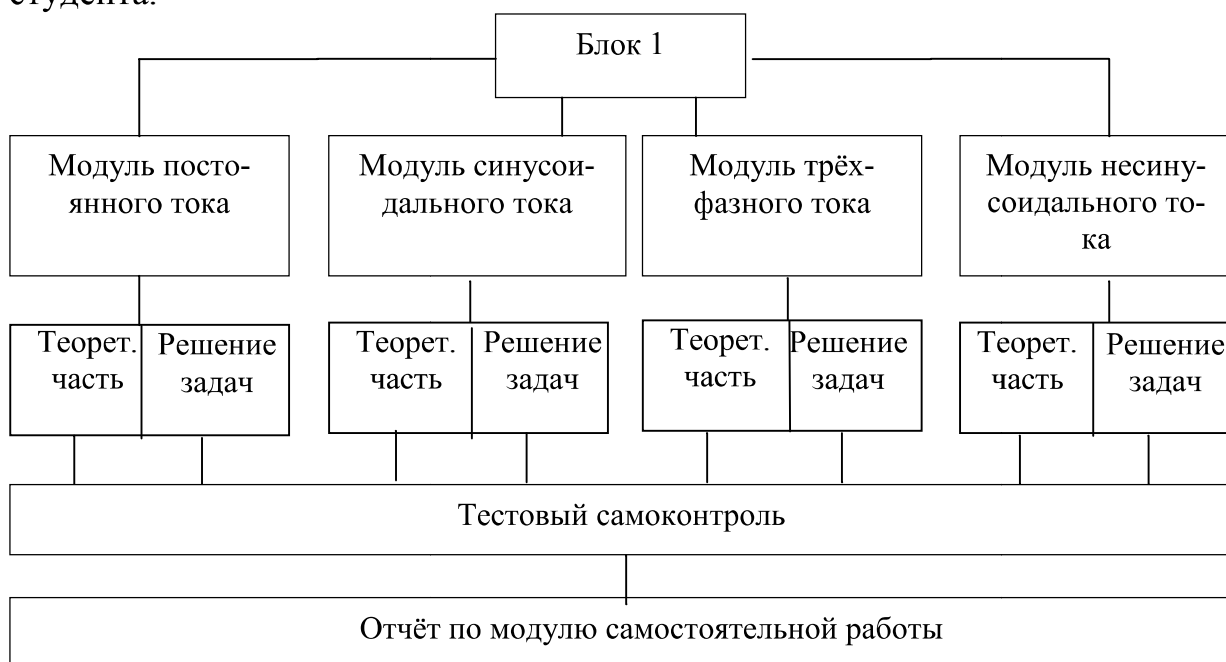 студента.
Блок 1
Модуль посто-
янного тока
Модуль синусои-
дального тока
Модуль трёх-
фазного тока
Модуль несину-
соидального то-
ка
Теорет.
часть
Решение
задач
Теорет.
часть
Решение
задач
Теорет.
часть
Решение
задач
Теорет.
часть
Решение
задач
Тестовый самоконтроль
Отчёт по модулю самостоятельной работы